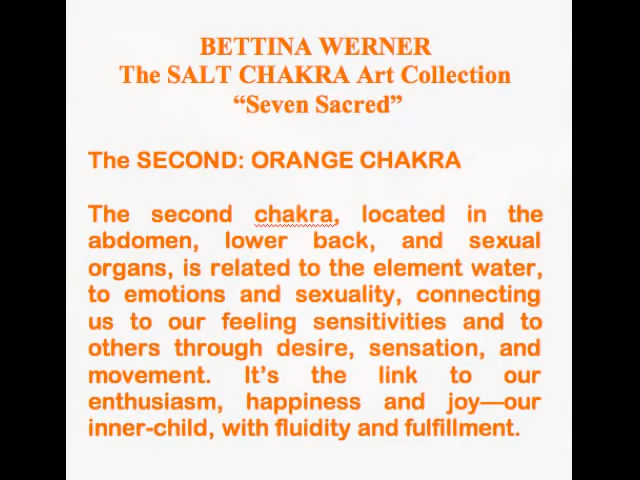 BETTINA WERNER
The SALT CHAKRA Art Collection
“Seven Sacred”
The SECOND: ORANGE CHAKRA
The second chakra, located in the
abdomen, lower back, and sexual
organs, is related to the element water,
to emotions and sexuality, connecting
us to our feeling sensitivities and to
others through desire, sensation, and
movement. It’s the link to our
enthusiasm, happiness and joy—our
inner-child, with fluidity and fulfillment.